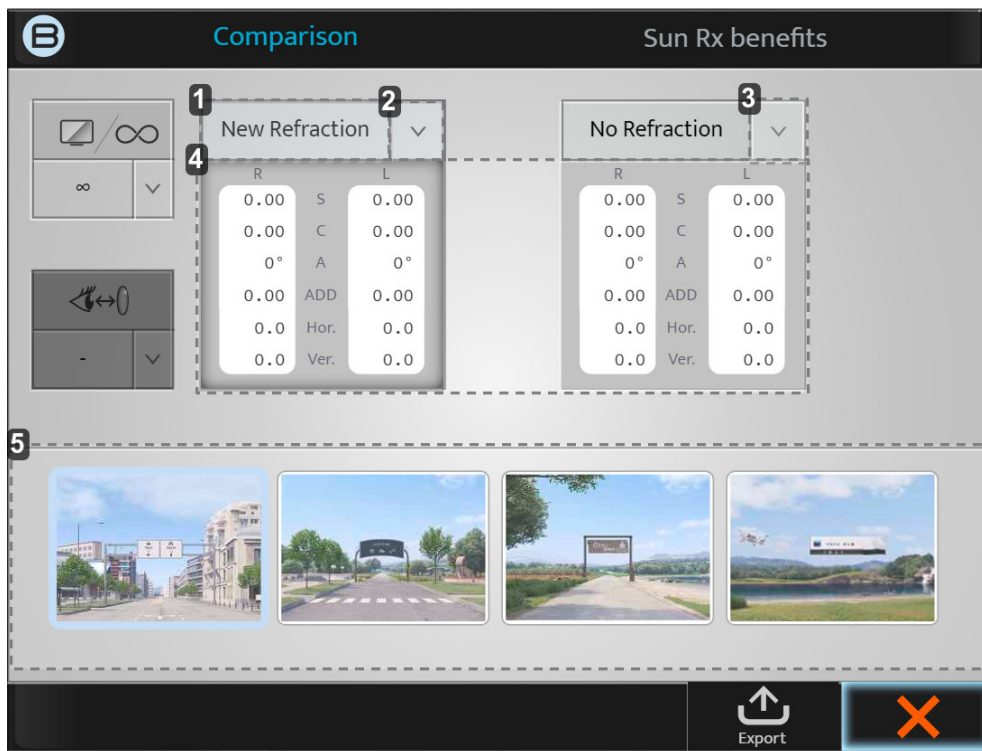 B Comparison Sun Rx benefits
1 2 3
New Refraction No Refraction
∞
∞
4
R L R L
0.00 S 0.00 0.00 S 0.00
0.00 C 0.00 0.00 C 0.00
0° A 0° 0° A 0°
0.00 ADD 0.00 0.00 ADD 0.00
0.0 Hor. 0.0 0.0 Hor. 0.0
-
0.0 Ver. 0.0 0.0 Ver. 0.0
5
Export